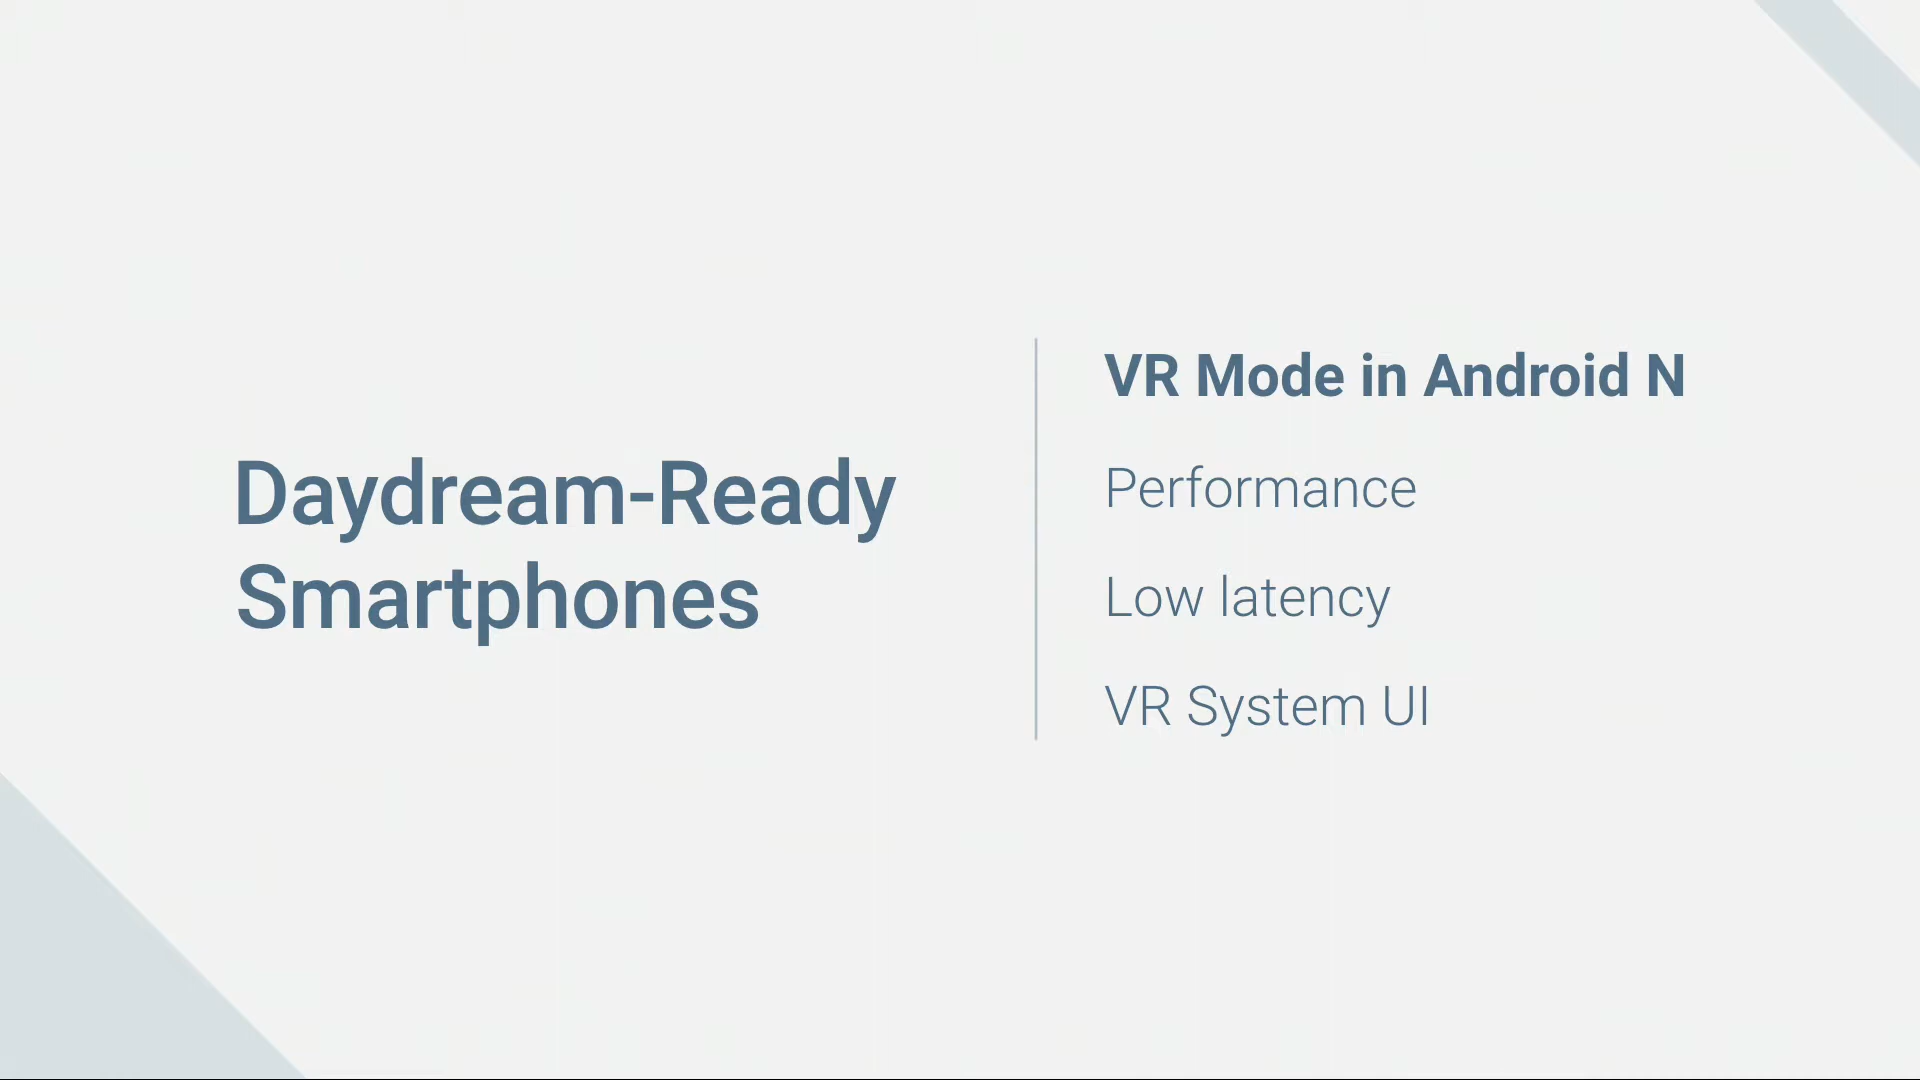 Daydream-Ready
Smartphones
VR Mode in Android N
Performance
Low latency
VR System UI